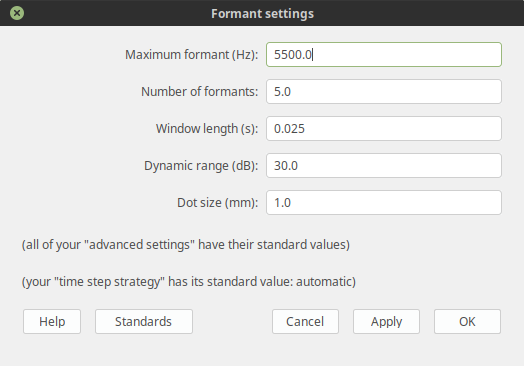 Formant settings
Maximum formant (Hz): 5500.0
Number of formants: 5.0
Window length (s): 0.025
Dynamic range (dB): 30.0
Dot size (mm): 1.0
(all of your "advanced settings" have their standard values)
(your "time step strategy" has its standard value: automatic)
Help Standards Cancel Apply OK